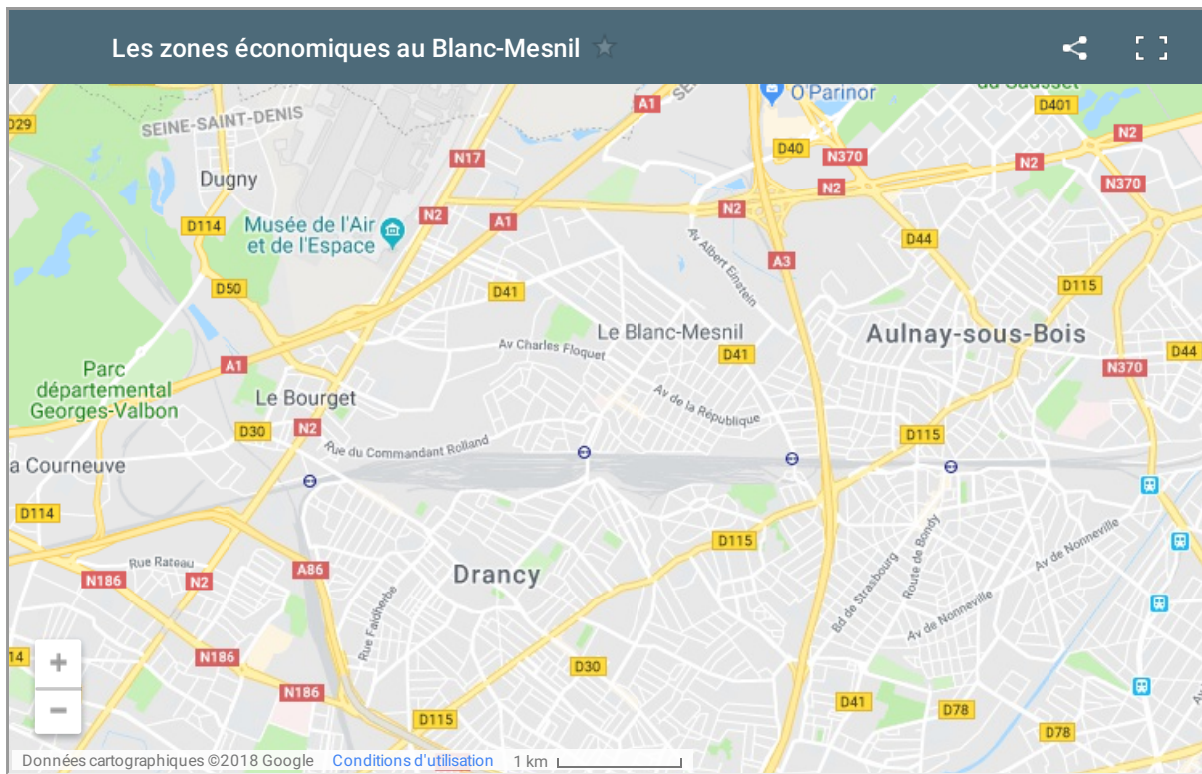 Les zones économiques au Blanc-Mesnil
O'Parinor
du Sausset
D401
A1
D29
SEINE-SAINT-DENIS
N2
D40
N370
N17
N2
N2
N370
Dugny
N2
A1
N2
D114
Musée de l'Air
et de l'Espace
Av Albert Einstein
D44
A3
D50
D41
D115
Le Blanc-Mesnil
Aulnay-sous-Bois
Av Charles Floquet
D41
D44
A1
N370
Parc
départemental
Georges-Valbon
Le Bourget
Av de la République
D30
N2
D115
Rue du Commandant Rolland
a Courneuve
D114
D115
Route de Bondy
Av de Nonneville
Rue Rateau
N186
N2
A86
Drancy
Bd de Strasbourg
Rue Faidherbe
Av de Nonneville
14
N186
D30
N186
D41
D78
D115
D78
+
−
Données cartographiques ©2018 Google Conditions d'utilisation 1 km